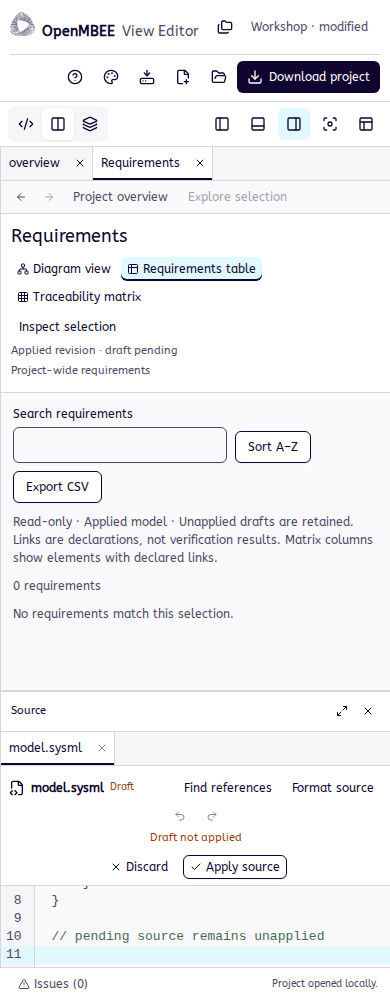 OpenMBEE View Editor Workshop · modified
Download project
overview Requirements
Project overview Explore selection
Requirements
Diagram view Requirements table
Traceability matrix
Inspect selection
Applied revision · draft pending
Project-wide requirements
Search requirements
Sort A–Z
Export CSV
Read-only · Applied model · Unapplied drafts are retained.
Links are declarations, not verification results. Matrix columns
show elements with declared links.
0 requirements
No requirements match this selection.
Source
model.sysml
model.sysml Draft Find references Format source
Draft not applied
Discard Apply source
8 }
9
10 // pending source remains unapplied
11
Issues (0) Project opened locally.